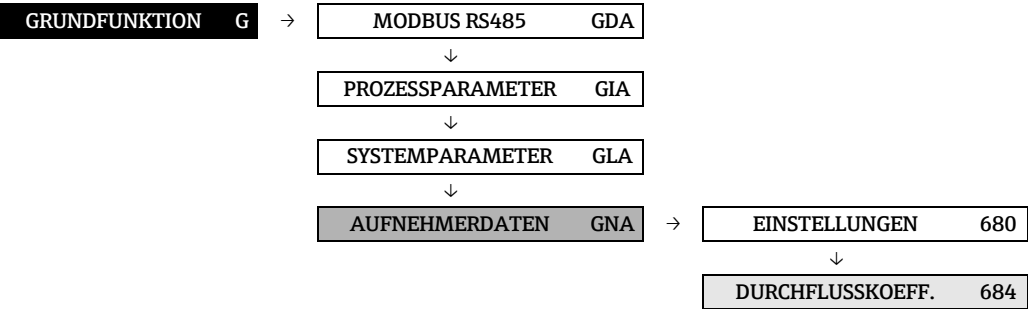 GRUNDFUNKTION G → MODBUS RS485 GDA
↓
PROZESSPARAMETER GIA
↓
SYSTEMPARAMETER GLA
↓
AUFNEHMERDATEN GNA → EINSTELLUNGEN 680
↓
DURCHFLUSSKOEFF. 684